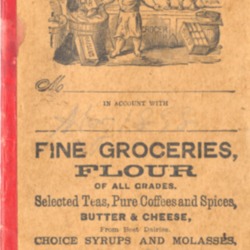 M
IN ACCOUNT WITH
FINE GROCERIES,
FLOUR
OF ALL GRADES.
Selected Teas, Pure Coffees and Spices,
BUTTER & CHEESE,
From Best Dairies.
CHOICE SYRUPS AND MOLASSES,